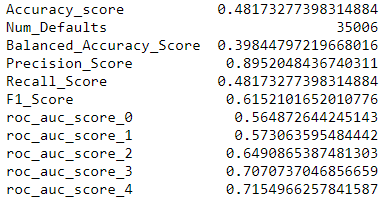 Accuracy_score 0.48173277398314884
Num_Defaults 35006
Balanced_Accuracy_Score 0.39844797219668016
Precision_Score 0.8952048436740311
Recall_Score 0.48173277398314884
F1_Score 0.6152101652010776
roc_auc_score_0 0.564872644245143
roc_auc_score_1 0.573063595484442
roc_auc_score_2 0.6490865387481303
roc_auc_score_3 0.7070737046856659
roc_auc_score_4 0.7154966257841587